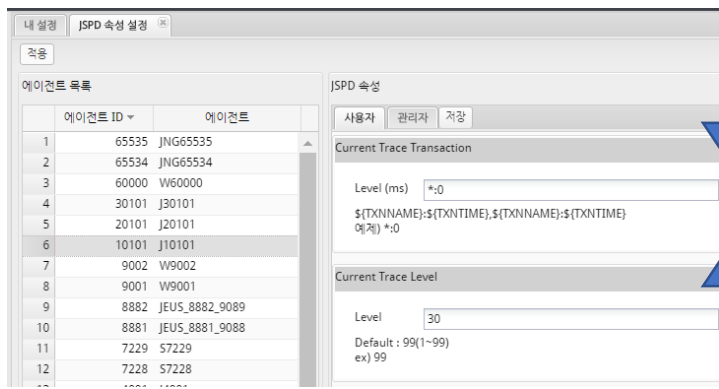 내 설정 JSPD 속성 설정
적용
에이전트 목록
에이전트 ID 에이전트
1 65535 JNG65535
2 65534 JNG65534
3 60000 W60000
4 30101 J30101
5 20101 J20101
6 10101 J10101
7 9002 W9002
8 9001 W9001
9 8882 JEUS_8882_9089
10 8881 JEUS_8881_9088
11 7229 S7229
12 7228 S7228
JSPD 속성
사용자 관리자 저장
Current Trace Transaction
Level (ms) *:0
${TXNNAME}:${TXNTIME},${TXNNAME}:${TXNTIME}
예제) *:0
Current Trace Level
Level 30
Default : 99(1~99)
ex) 99